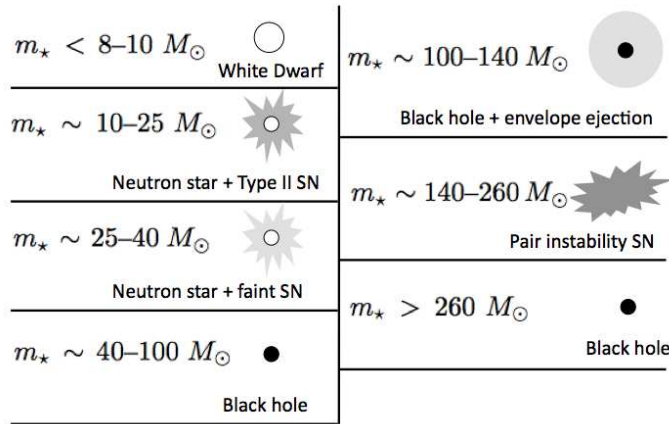 m⋆ < 8–10 M⊙
White Dwarf
m⋆ ∼ 10–25 M⊙
Neutron star + Type II SN
m⋆ ∼ 25–40 M⊙
Neutron star + faint SN
m⋆ ∼ 40–100 M⊙
Black hole
m⋆ ∼ 100–140 M⊙
Black hole + envelope ejection
m⋆ ∼ 140–260 M⊙
Pair instability SN
m⋆ > 260 M⊙
Black hole